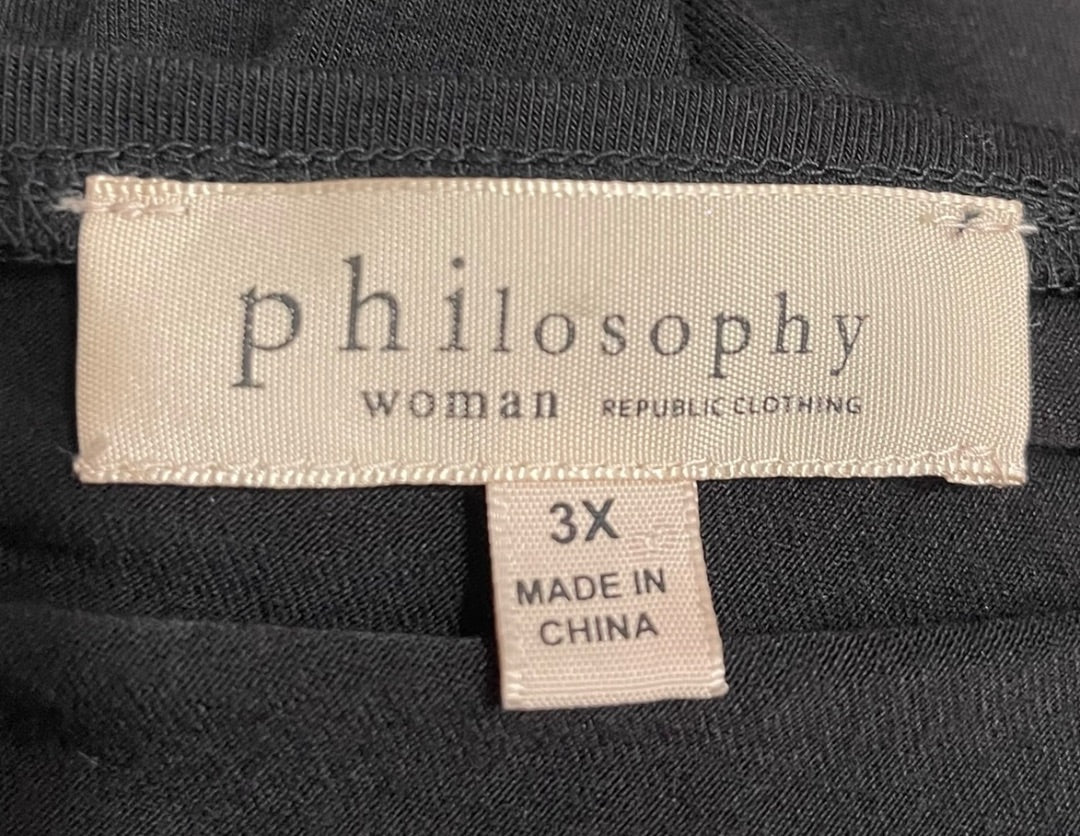 philosophy
woman REPUBLIC CLOTHING
3X
MADE IN
CHINA